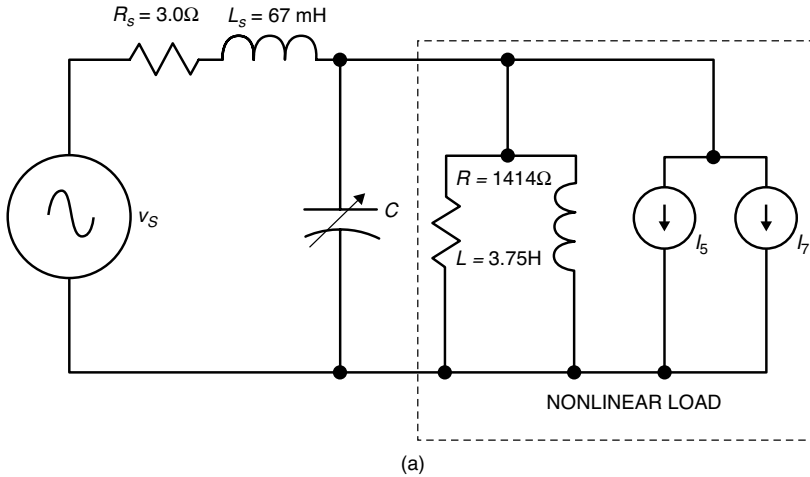 R_s = 3.0Ω
L_s = 67 mH
v_S
C
R = 1414Ω
L = 3.75H
I_5
I_7
NONLINEAR LOAD
(a)